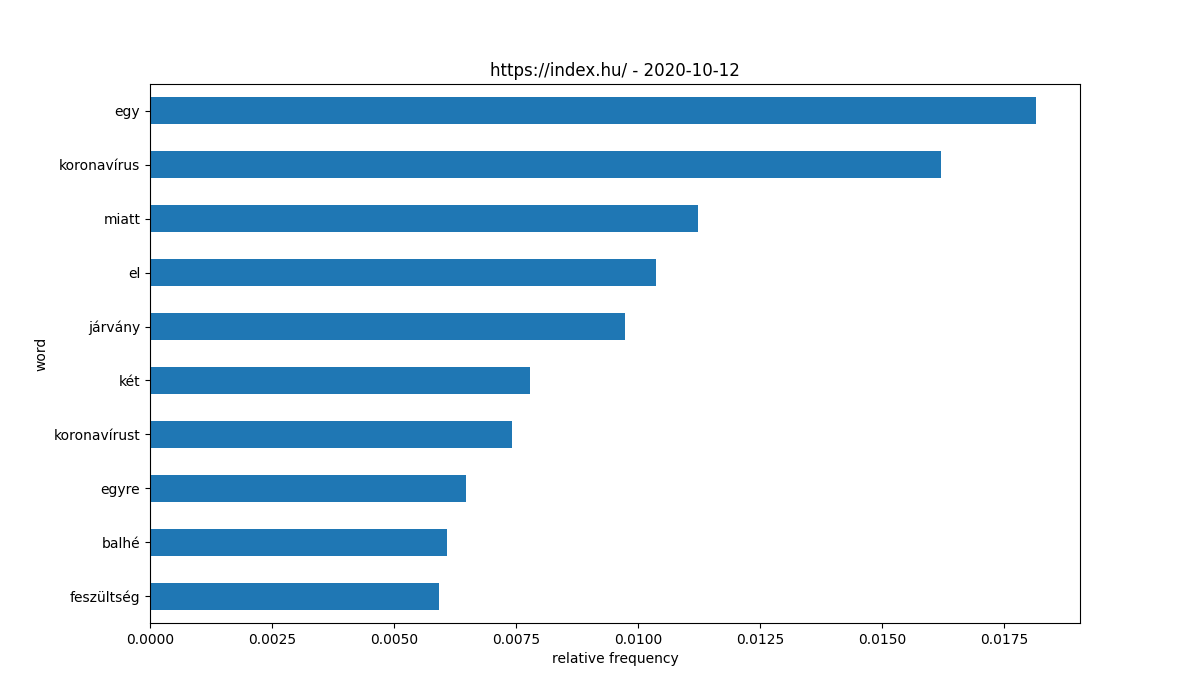 https://index.hu/ - 2020-10-12
egy
koronavírus
miatt
el
járvány
két
koronavírust
egyre
balhé
feszültség
word
0.0000 0.0025 0.0050 0.0075 0.0100 0.0125 0.0150 0.0175
relative frequency